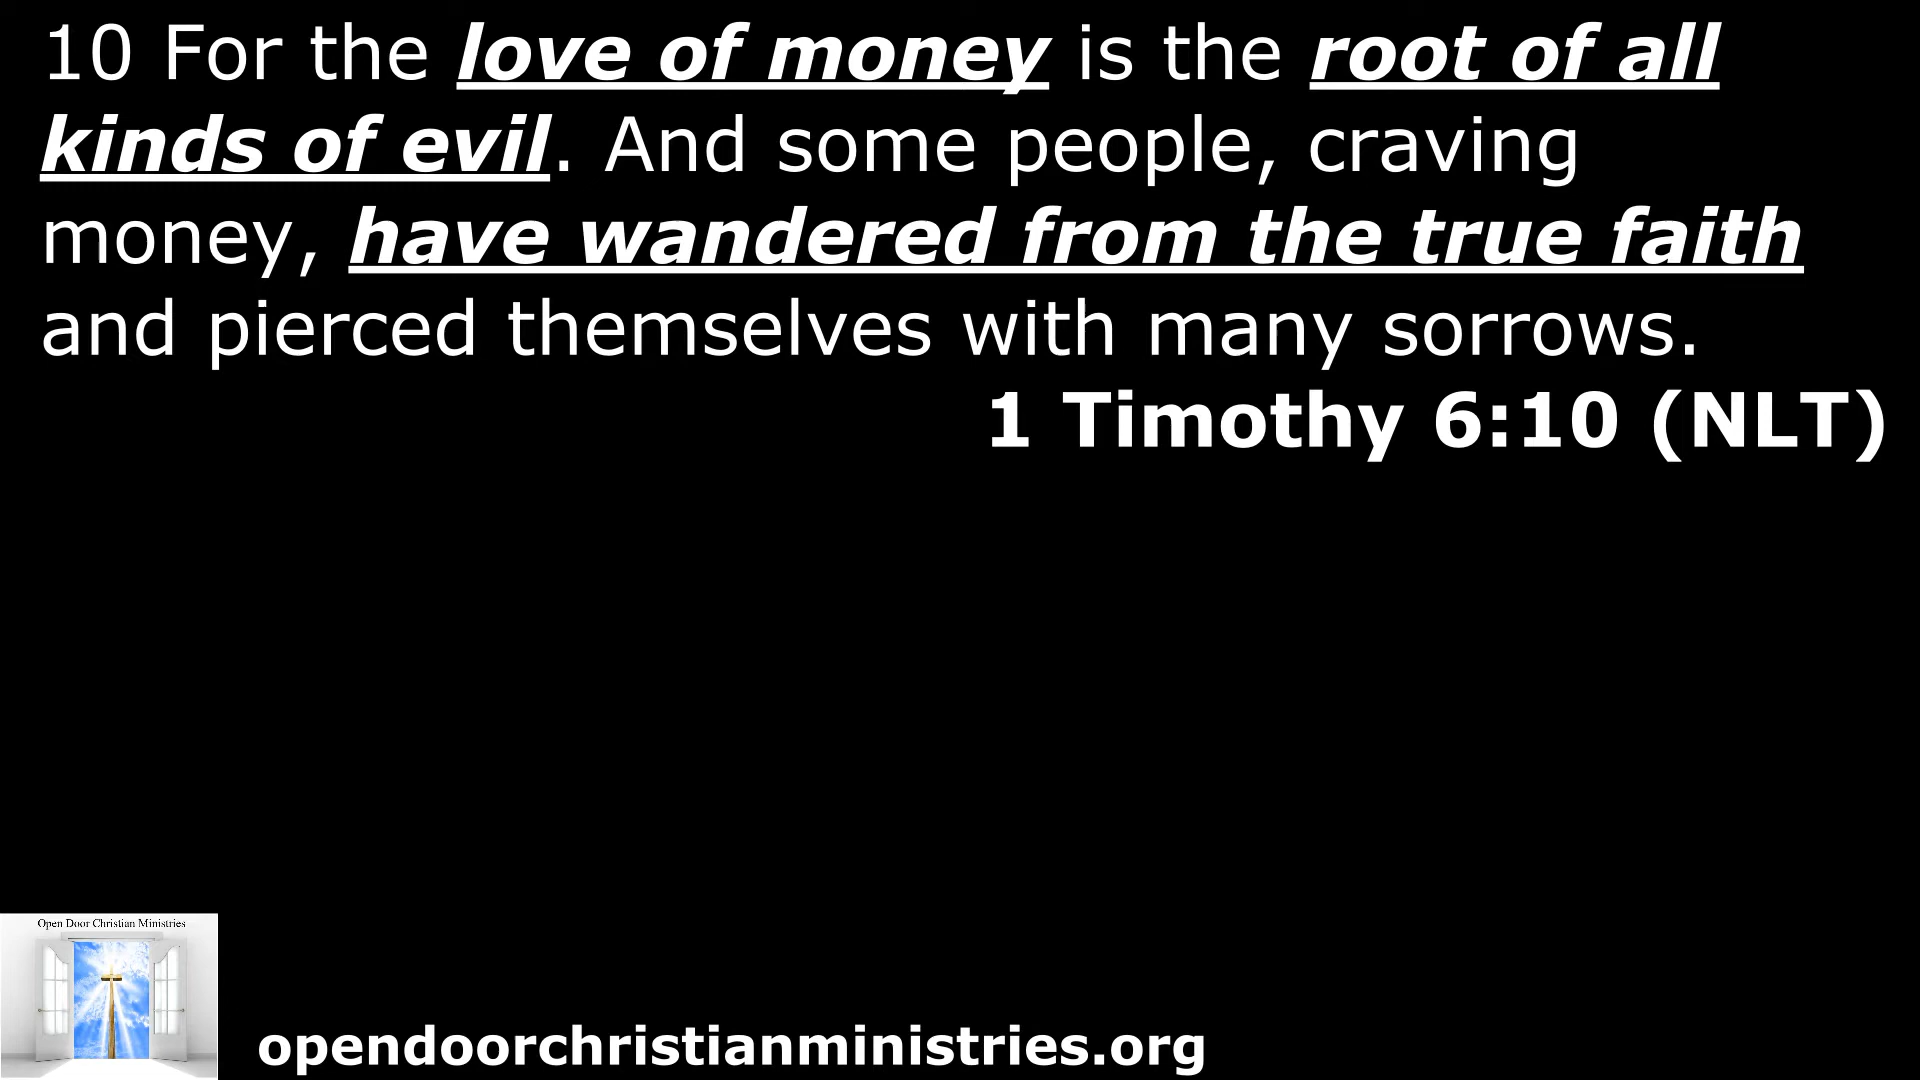 10 For the love of money is the root of all
kinds of evil. And some people, craving
money, have wandered from the true faith
and pierced themselves with many sorrows.
1 Timothy 6:10 (NLT)
Open Door Christian Ministries
opendoorchristianministries.org